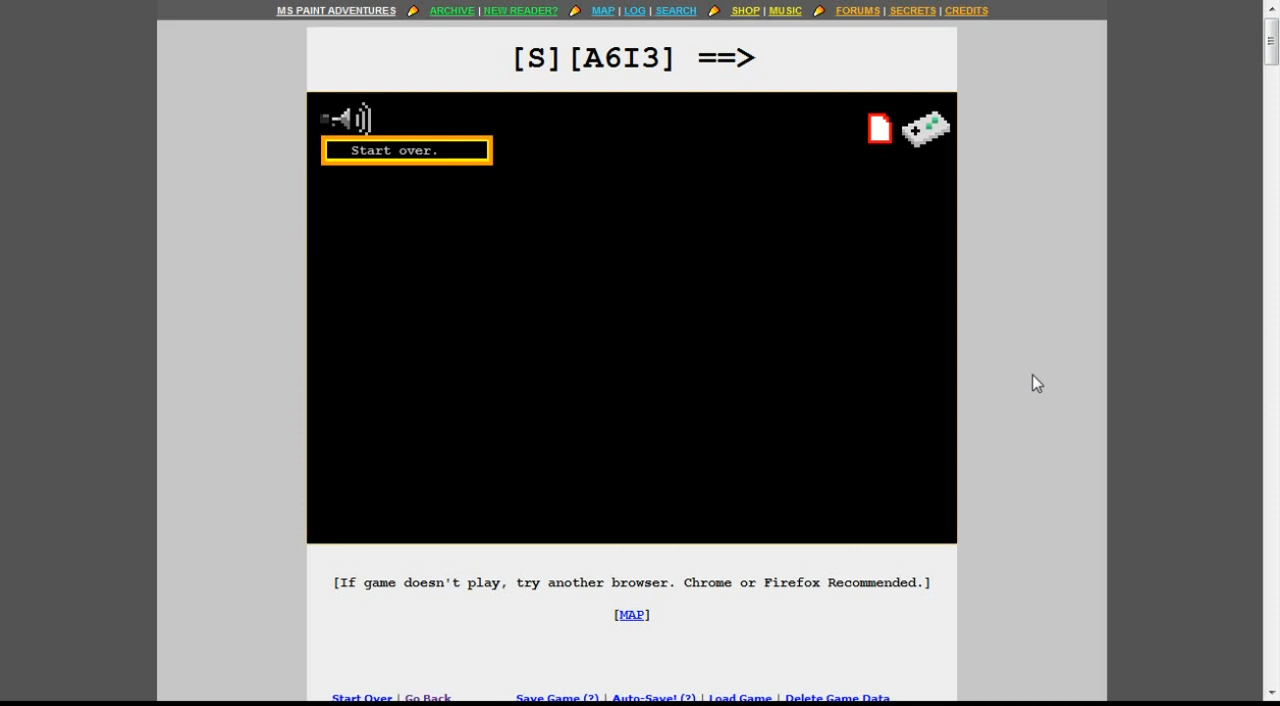 MS PAINT ADVENTURES ARCHIVE | NEW READER? MAP | LOG | SEARCH SHOP | MUSIC FORUMS | SECRETS | CREDITS
[S][A6I3] ==>
Start over.
[If game doesn't play, try another browser. Chrome or Firefox Recommended.]
[MAP]
Start Over | Go Back Save Game (?) | Auto-Save! (?) | Load Game | Delete Game Data